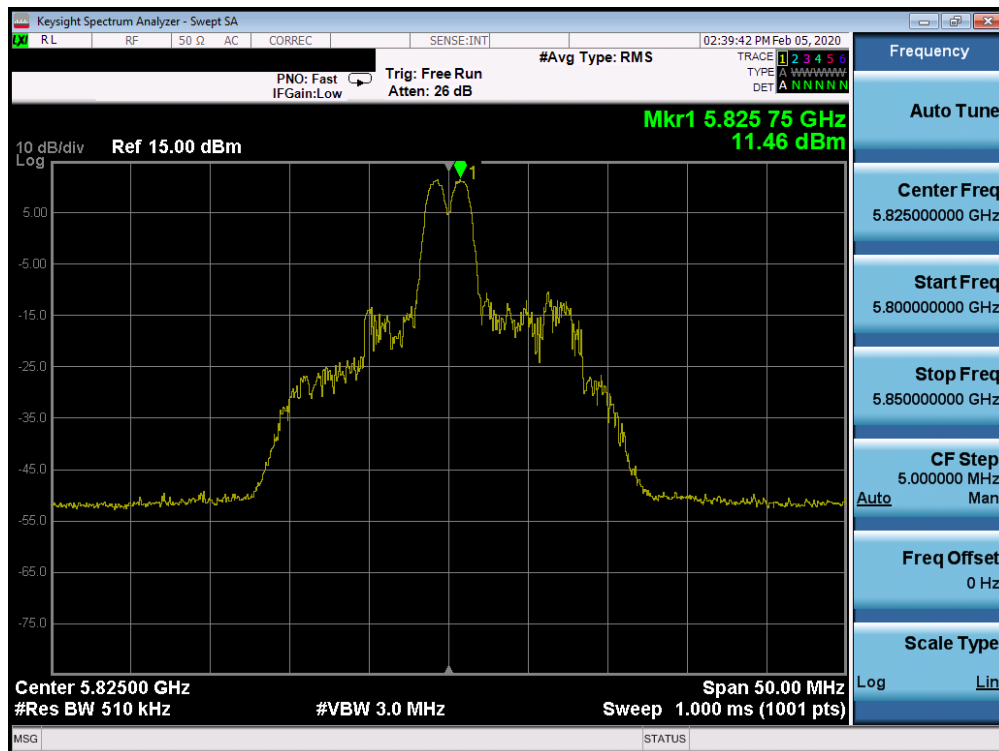 Keysight Spectrum Analyzer - Swept SA
LXI RL RF 50 Ω AC CORREC SENSE:INT 02:39:42 PM Feb 05, 2020
#Avg Type: RMS
TRACE 1 2 3 4 5 6
PNO: Fast Trig: Free Run
TYPE A WWWWW
IFGain:Low Atten: 26 dB
DET A N N N N N
Mkr1 5.825 75 GHz
11.46 dBm
10 dB/div Ref 15.00 dBm
Log
1
5.00
-5.00
-15.0
-25.0
-35.0
-45.0
-55.0
-65.0
-75.0
Center 5.82500 GHz Span 50.00 MHz
#Res BW 510 kHz #VBW 3.0 MHz Sweep 1.000 ms (1001 pts)
MSG STATUS
Frequency
Auto Tune
Center Freq
5.825000000 GHz
Start Freq
5.800000000 GHz
Stop Freq
5.850000000 GHz
CF Step
5.000000 MHz
Auto Man
Freq Offset
0 Hz
Scale Type
Log Lin